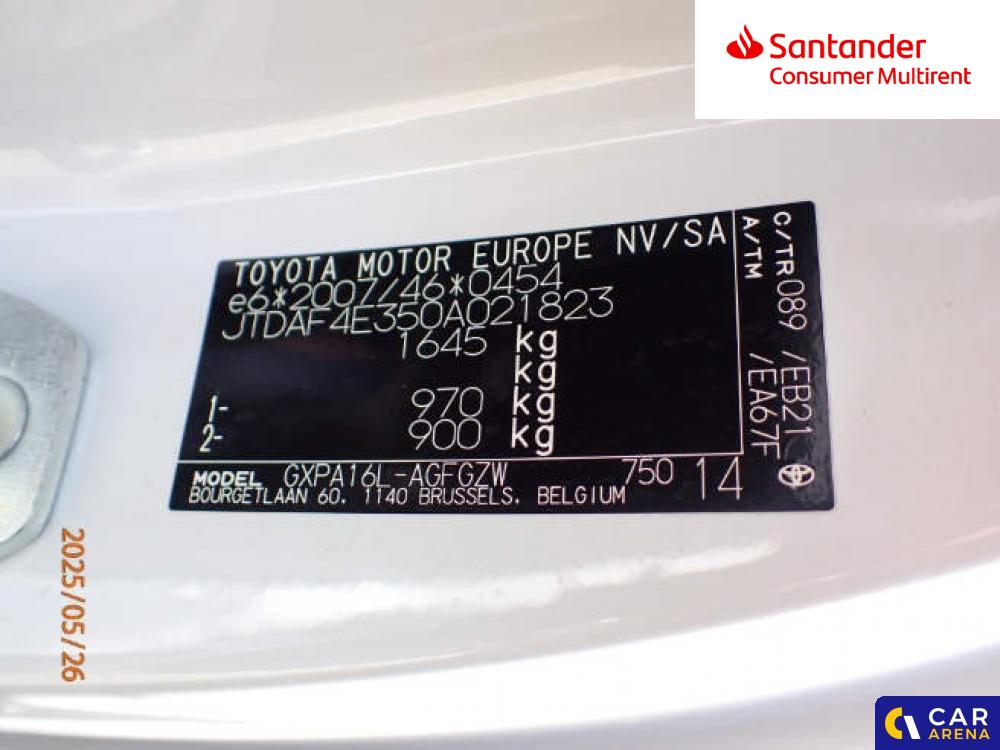 Santander
Consumer Multirent
TOYOTA MOTOR EUROPE NV/SA
e6*2007/46*0454
JTDAF4E350A021823
1645 kg
kg
1- 970 kg
2- 900 kg
MODEL GXPA16L-AGFGZW 750 14
BOURGETLAAN 60, 1140 BRUSSELS, BELGIUM
C/TR 089 /EB21
A/TM /EA67F
2025/05/26
CAR
ARENA